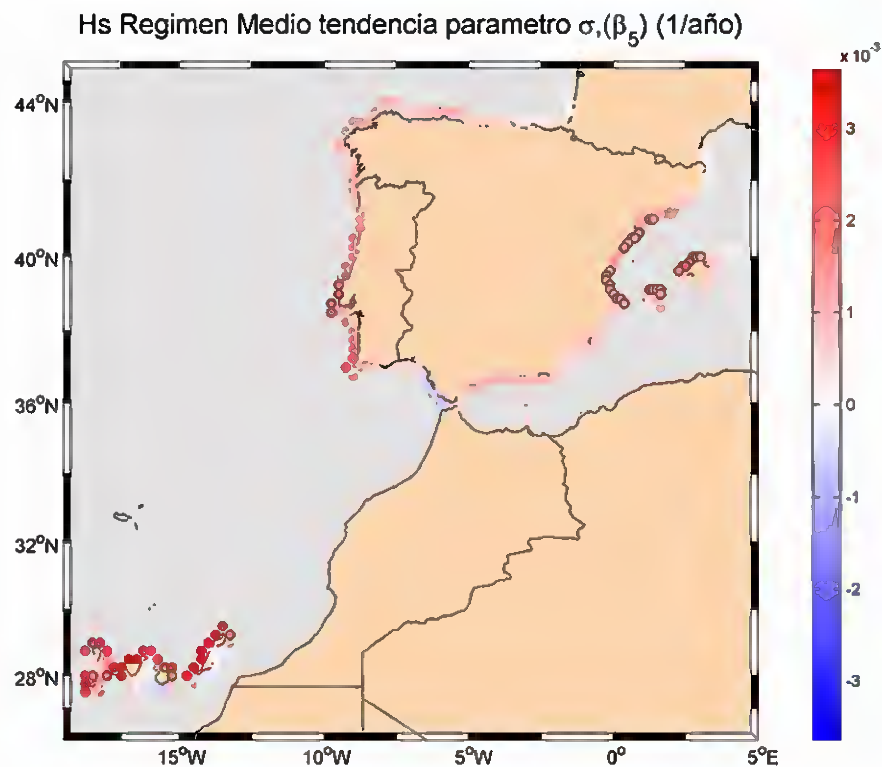 Hs Regimen Medio tendencia parametro σ,(β₅) (1/año)
x 10⁻³
44°N
40°N
36°N
32°N
28°N
15°W
10°W
5°W
0°
5°E
3
2
1
0
-1
-2
-3